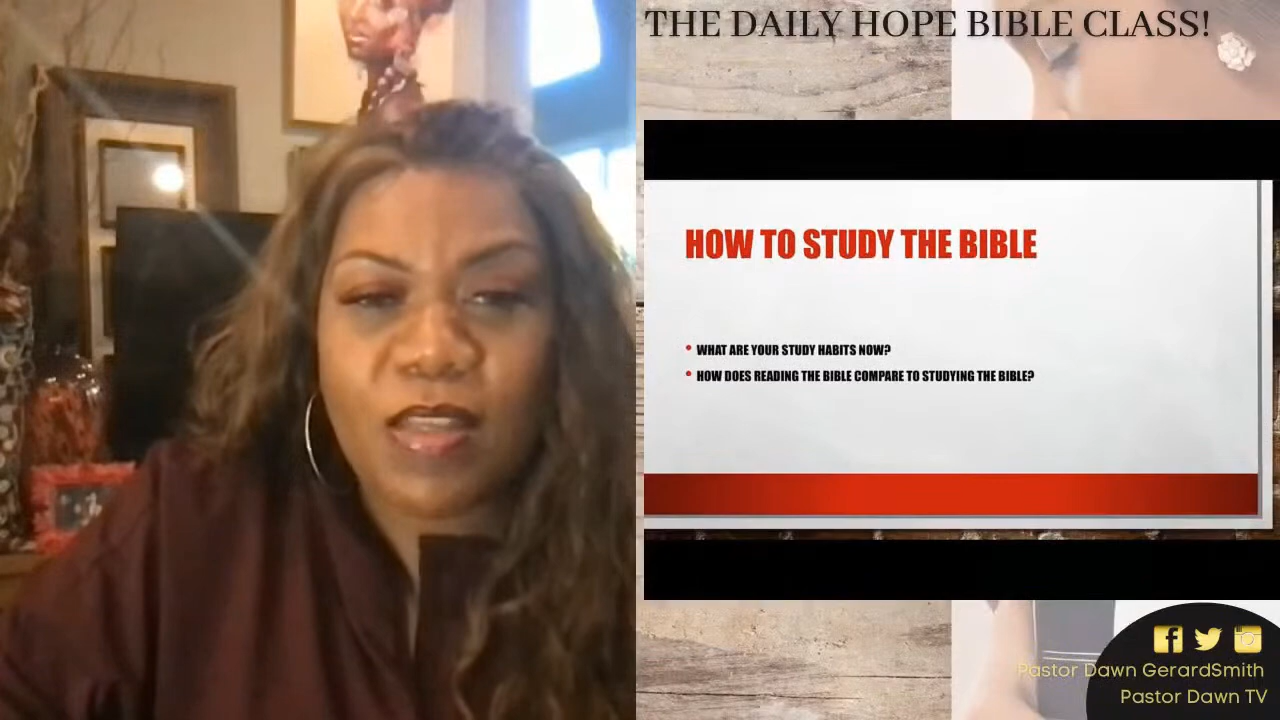 THE DAILY HOPE BIBLE CLASS!
HOW TO STUDY THE BIBLE
• WHAT ARE YOUR STUDY HABITS NOW?
• HOW DOES READING THE BIBLE COMPARE TO STUDYING THE BIBLE?
Pastor Dawn GerardSmith
Pastor Dawn TV